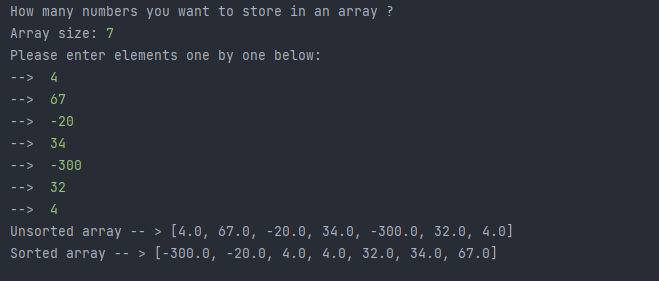 How many numbers you want to store in an array ?
Array size: 7
Please enter elements one by one below:
-->  4
-->  67
-->  -20
-->  34
-->  -300
-->  32
-->  4
Unsorted array -- > [4.0, 67.0, -20.0, 34.0, -300.0, 32.0, 4.0]
Sorted array -- > [-300.0, -20.0, 4.0, 4.0, 32.0, 34.0, 67.0]